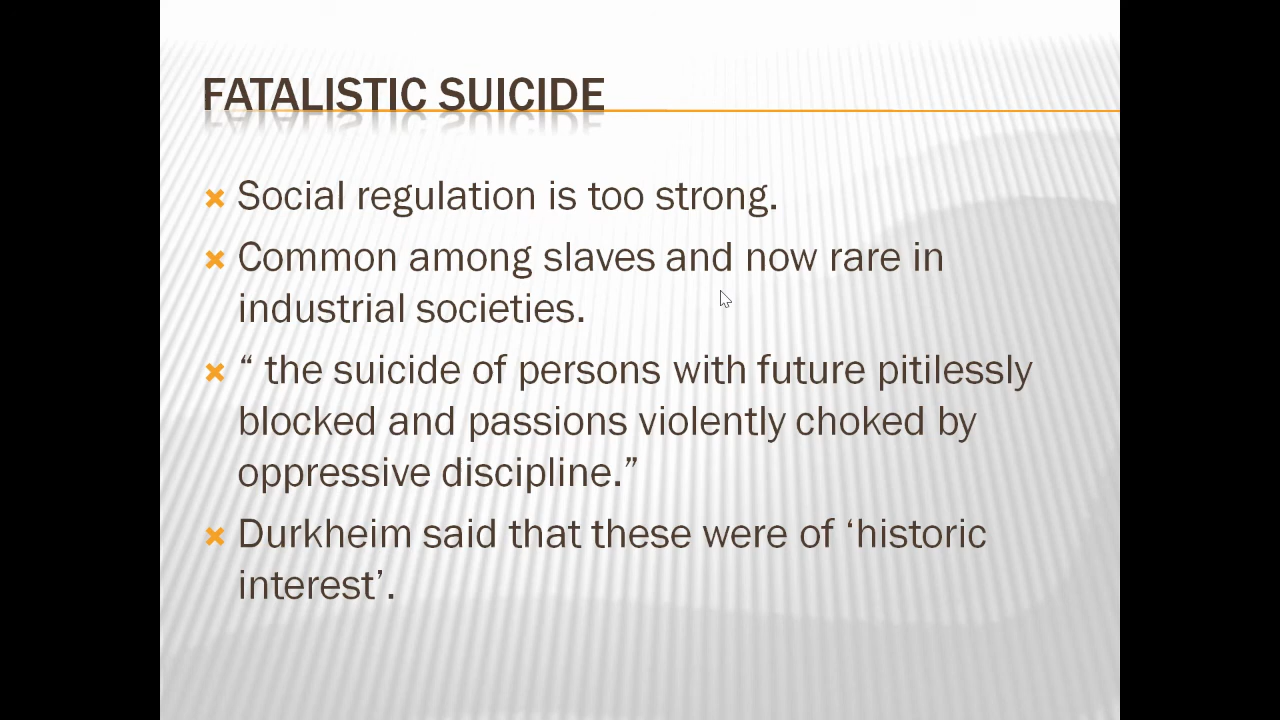 FATALISTIC SUICIDE
Social regulation is too strong.
Common among slaves and now rare in
industrial societies.
“ the suicide of persons with future pitilessly
blocked and passions violently choked by
oppressive discipline.”
Durkheim said that these were of ‘historic
interest’.